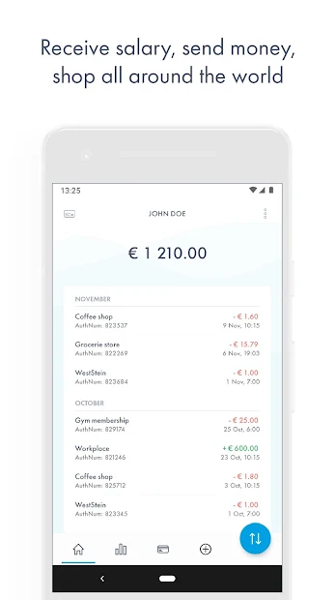 Receive salary, send money,
shop all around the world
13:25
JOHN DOE
€ 1 210.00
NOVEMBER
Coffee shop - € 1.60
AuthNum: 823537 9 Nov, 10:15
Grocerie store - € 15.79
AuthNum: 822269 6 Nov, 19:03
WestStein - € 1.00
AuthNum: 823684 1 Nov, 7:00
OCTOBER
Gym membership - € 25.00
AuthNum: 829174 25 Oct, 6:00
Workplace + € 600.00
AuthNum: 821246 23 Oct, 10:15
Coffee shop - € 1.80
AuthNum: 825712 3 Oct, 10:15
WestStein - € 1.00
AuthNum: 823365 1 Oct, 7:00